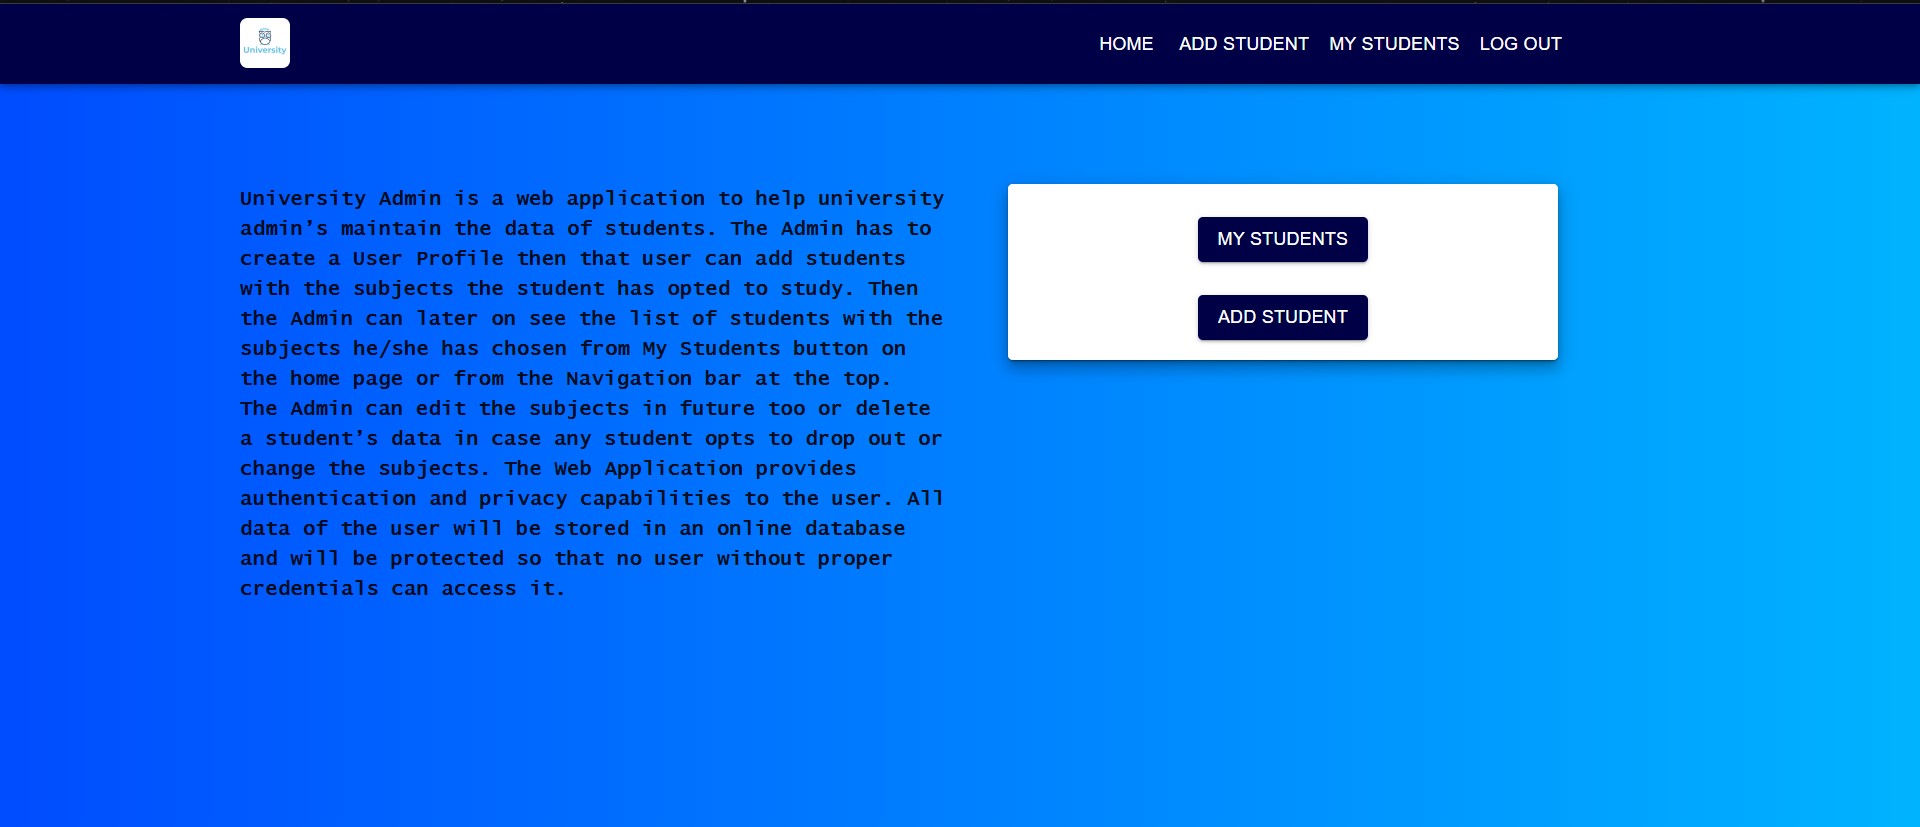 University
HOME
ADD STUDENT
MY STUDENTS
LOG OUT
University Admin is a web application to help university
admin’s maintain the data of students. The Admin has to
create a User Profile then that user can add students
with the subjects the student has opted to study. Then
the Admin can later on see the list of students with the
subjects he/she has chosen from My Students button on
the home page or from the Navigation bar at the top.
The Admin can edit the subjects in future too or delete
a student’s data in case any student opts to drop out or
change the subjects. The Web Application provides
authentication and privacy capabilities to the user. All
data of the user will be stored in an online database
and will be protected so that no user without proper
credentials can access it.
MY STUDENTS
ADD STUDENT